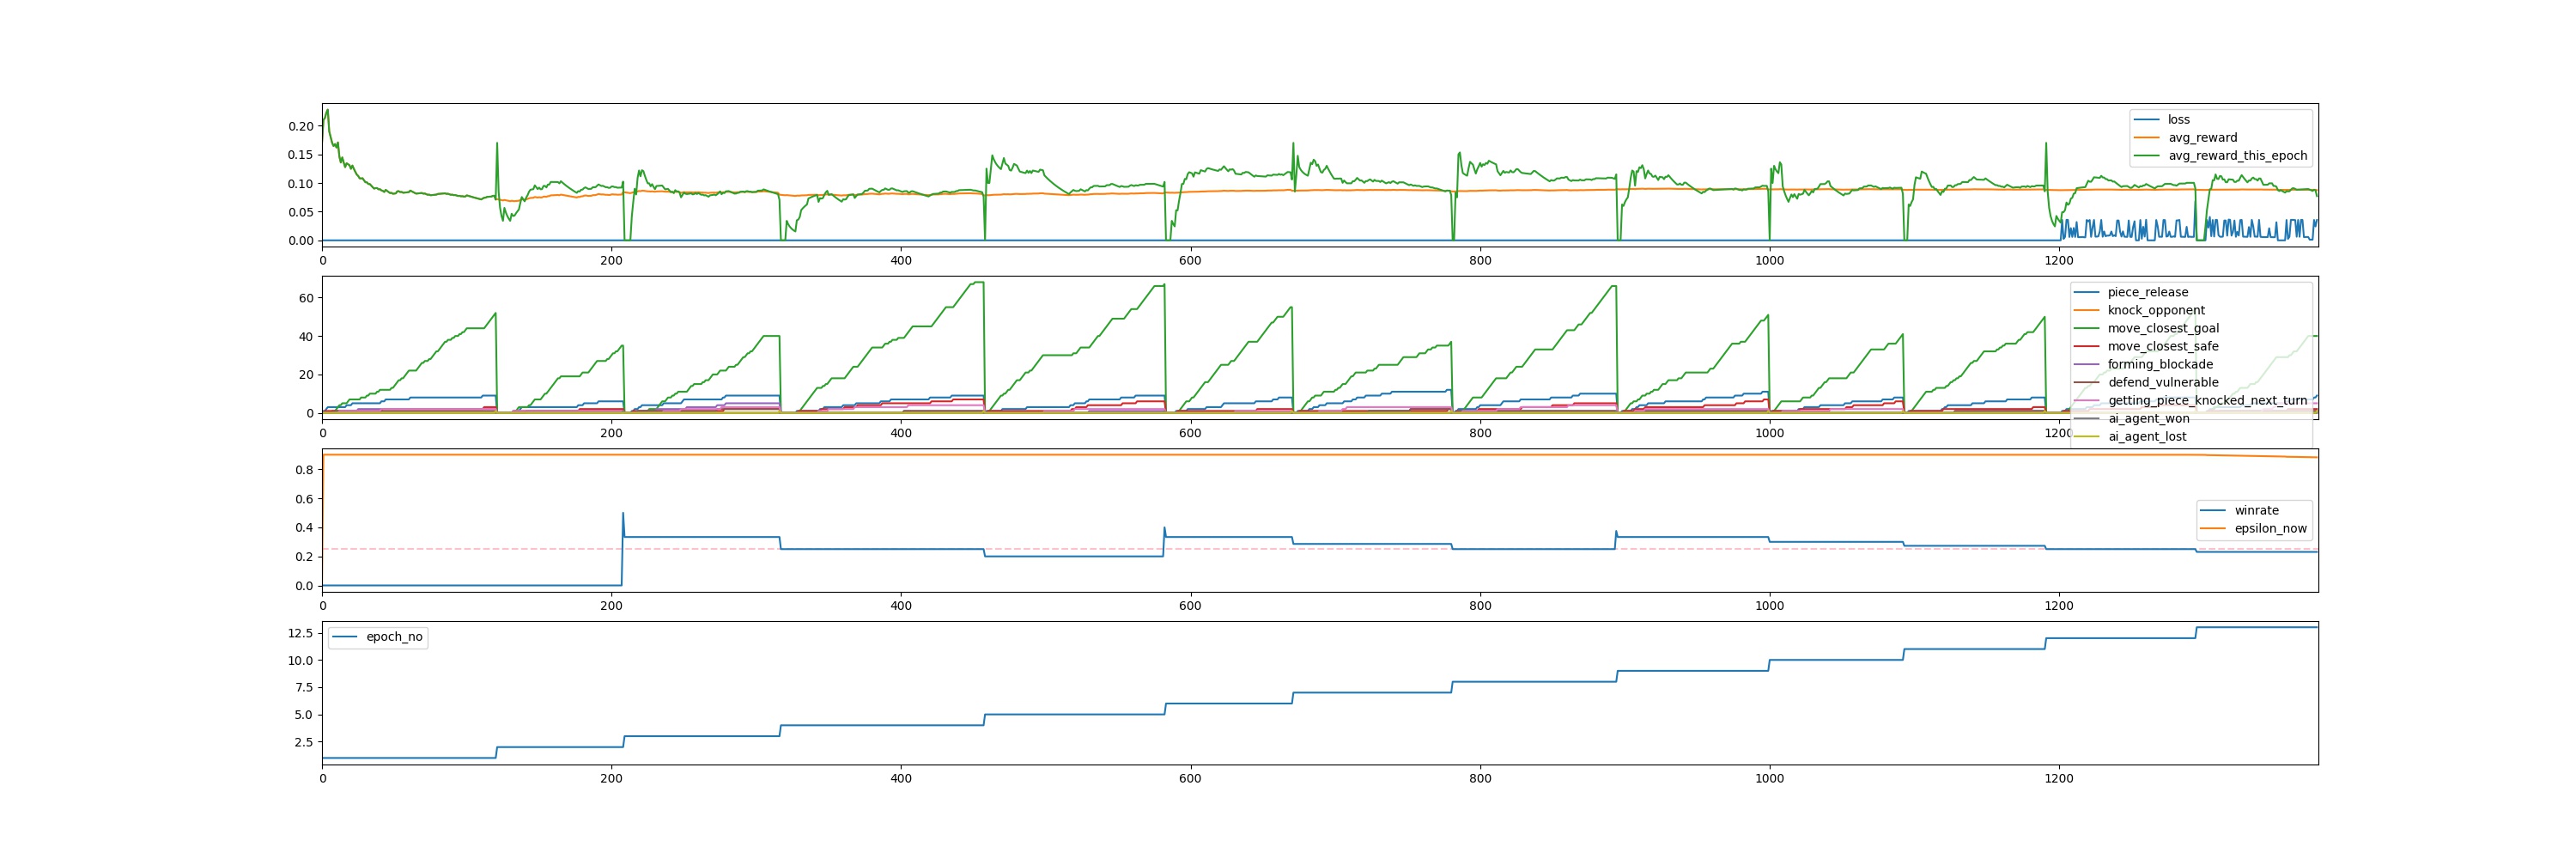 0.20
0.15
0.10
0.05
0.00
loss
avg_reward
avg_reward_this_epoch
0 200 400 600 800 1000 1200
60
40
20
0
piece_release
knock_opponent
move_closest_goal
move_closest_safe
forming_blockade
defend_vulnerable
getting_piece_knocked_next_turn
ai_agent_won
ai_agent_lost
0 200 400 600 800 1000 1200
0.8
0.6
0.4
0.2
0.0
winrate
epsilon_now
0 200 400 600 800 1000 1200
12.5
10.0
7.5
5.0
2.5
epoch_no
0 200 400 600 800 1000 1200